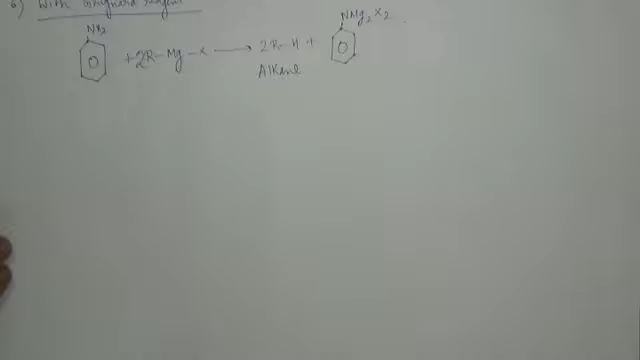 6) With Grignard reagent
NH2
+2R-Mg-X → 2R-H +
Alkane
NMg2X2